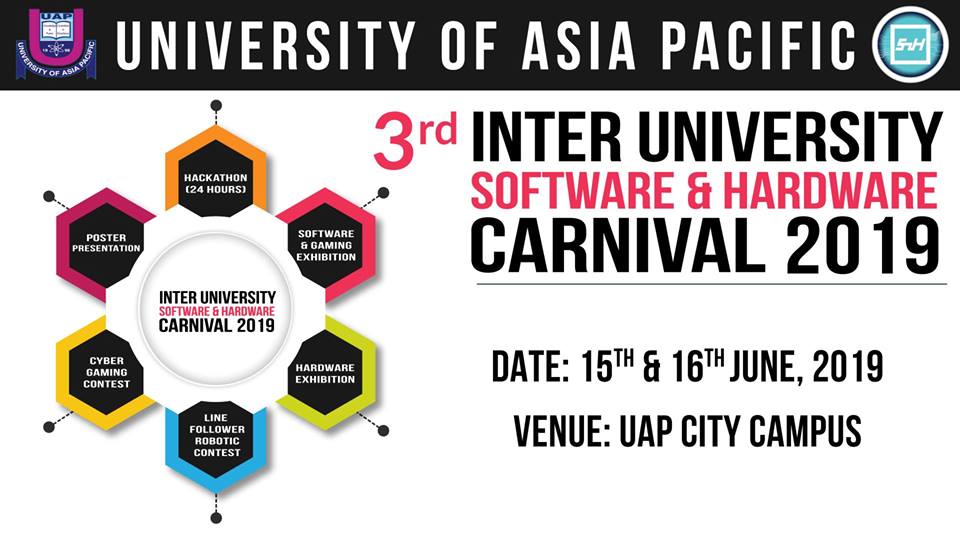 UAP
UNIVERSITY OF ASIA PACIFIC
UNIVERSITY OF ASIA PACIFIC
3rd INTER UNIVERSITY
SOFTWARE & HARDWARE
CARNIVAL 2019
DATE: 15TH & 16TH JUNE, 2019
VENUE: UAP CITY CAMPUS
HACKATHON
(24 HOURS)
SOFTWARE
& GAMING
EXHIBITION
HARDWARE
EXHIBITION
LINE
FOLLOWER
ROBOTIC
CONTEST
CYBER
GAMING
CONTEST
POSTER
PRESENTATION
INTER UNIVERSITY
SOFTWARE & HARDWARE
CARNIVAL 2019